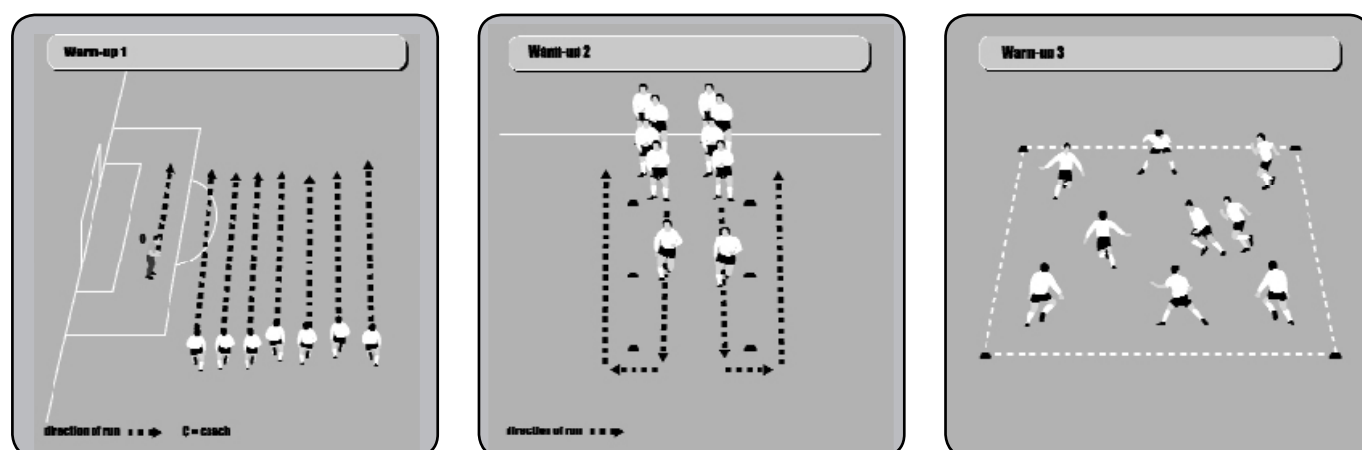 Warm-up 1
direction of run
C = coach
Warm-up 2
direction of run
Warm-up 3